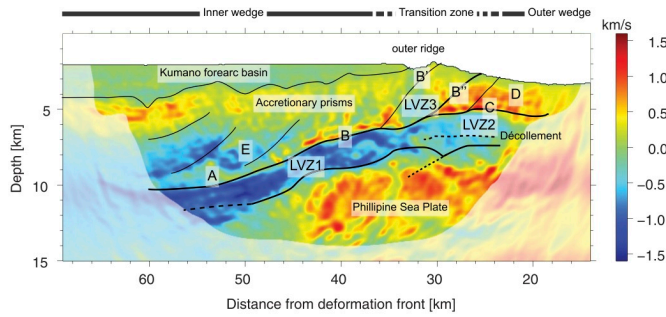 Inner wedge Transition zone Outer wedge
km/s
outer ridge
Kumano forearc basin
B'
B''
D
LVZ3
C
Accretionary prisms
LVZ2
B
Décollement
E
LVZ1
A
Phillipine Sea Plate
5
10
15
Depth [km]
60 50 40 30 20
Distance from deformation front [km]
1.5
1.0
0.5
0.0
-0.5
-1.0
-1.5